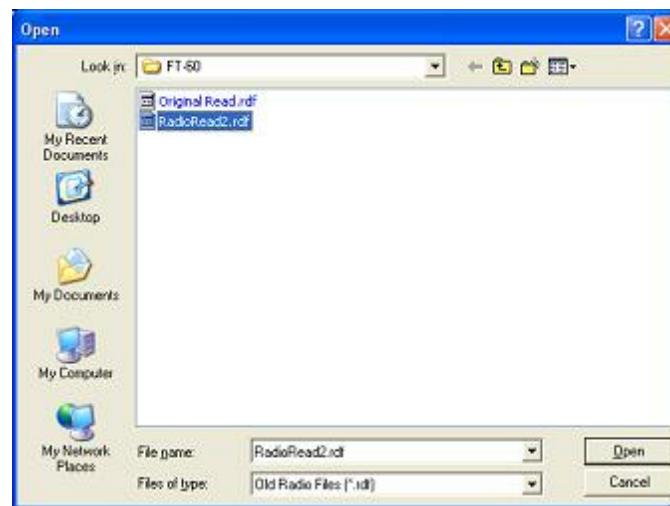 Open
Look in: FT-60
Original Read.rdf
RadioRead2.rdf
My Recent
Documents
Desktop
My Documents
My Computer
My Network
Places
File name: RadioRead2.rdf Open
Files of type: Old Radio Files (*.rdf) Cancel